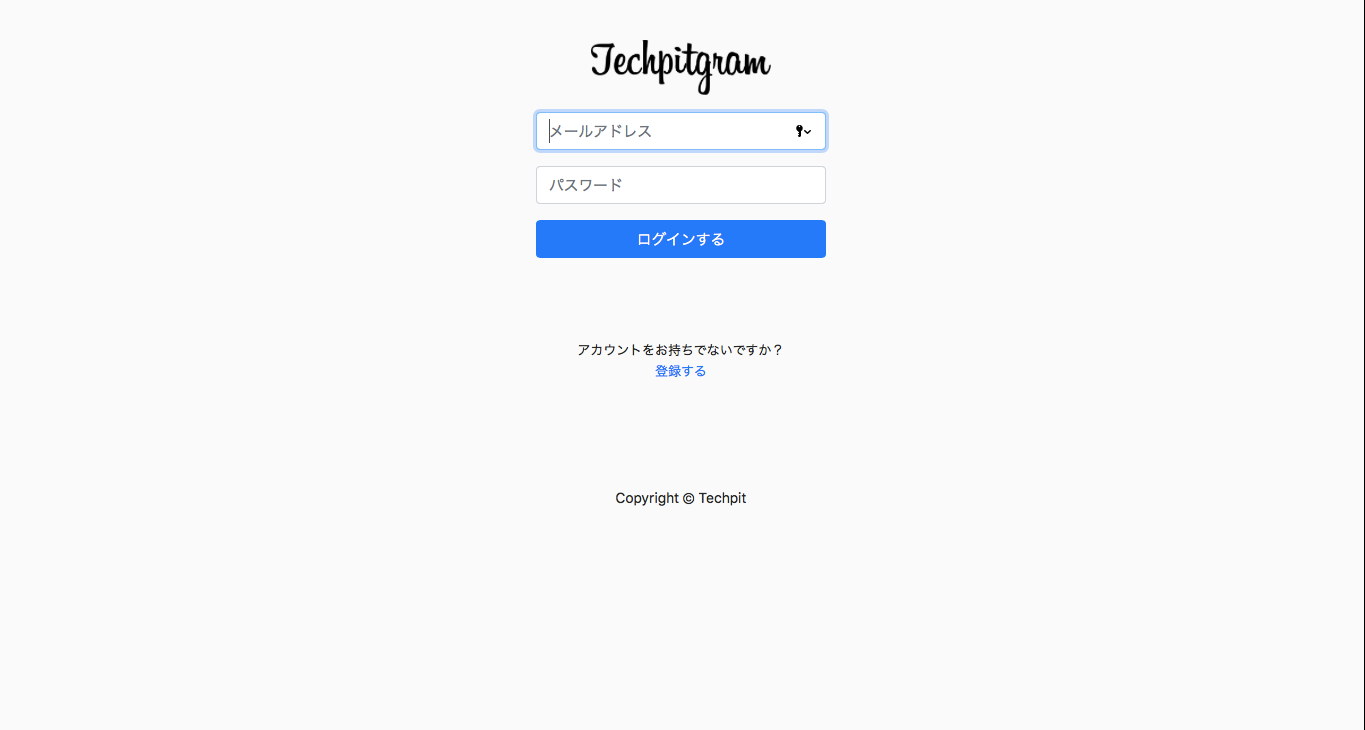 Techpitgram
メールアドレス
パスワード
ログインする
アカウントをお持ちでないですか？
登録する
Copyright © Techpit